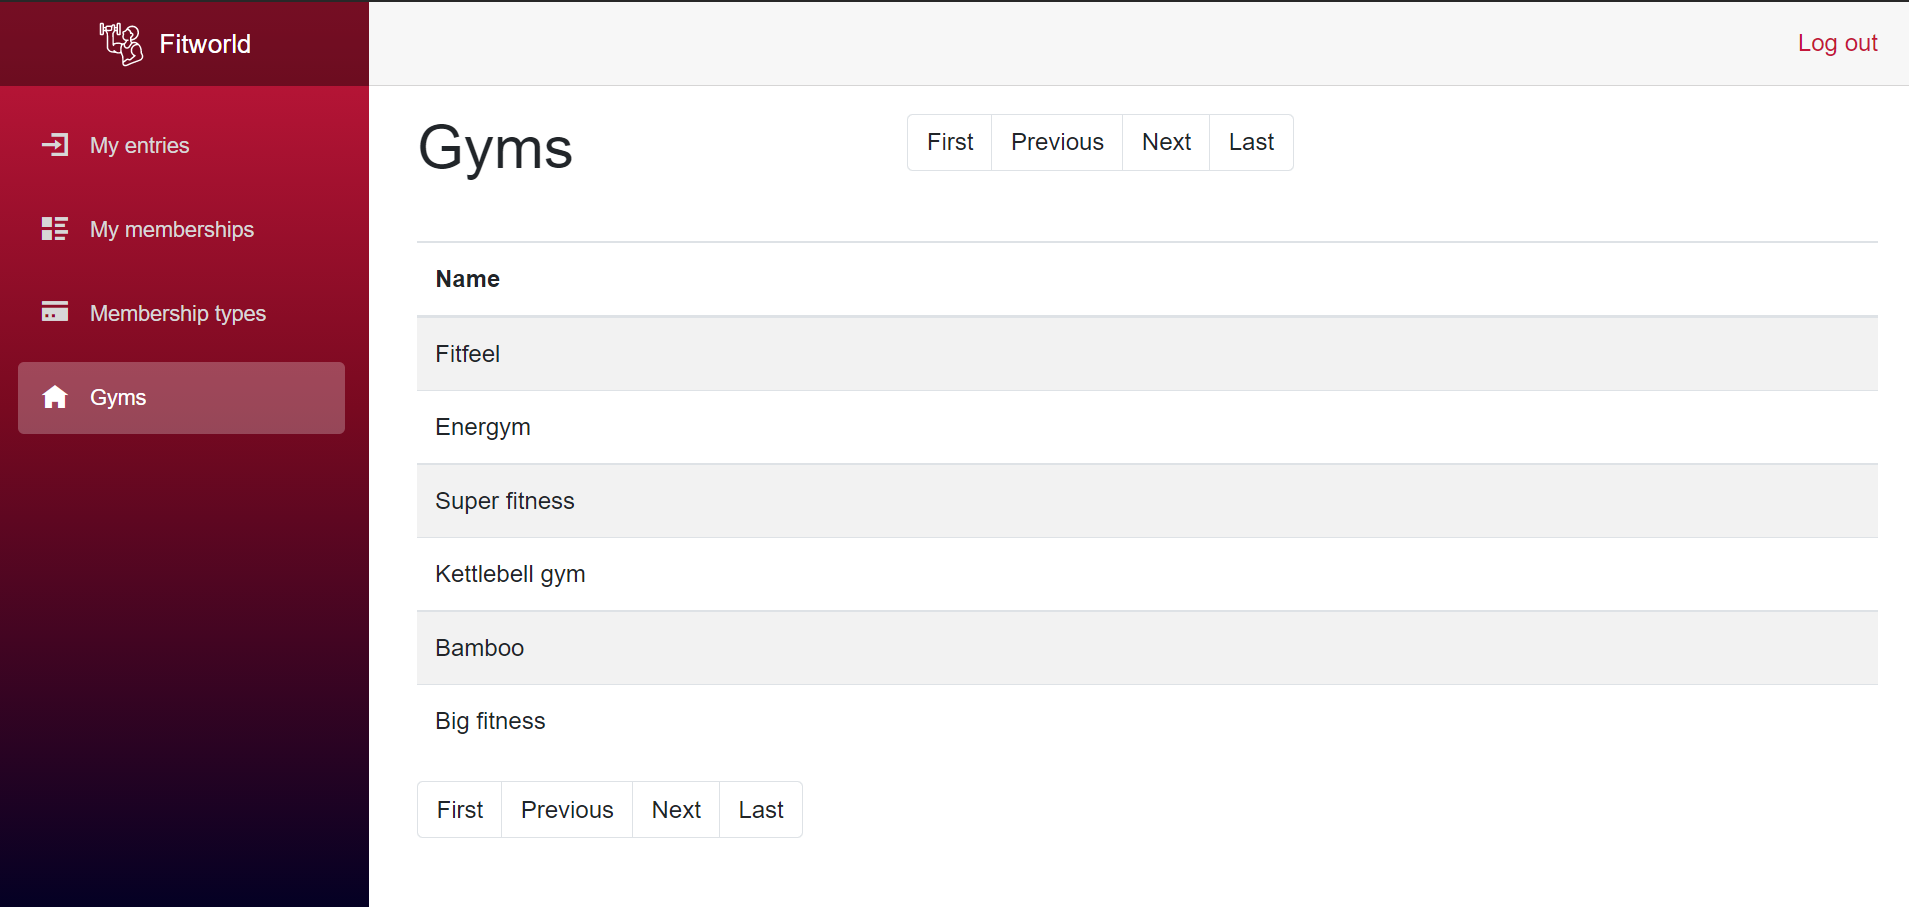 Fitworld
Log out
My entries
My memberships
Membership types
Gyms
Gyms
First Previous Next Last
Name
Fitfeel
Energym
Super fitness
Kettlebell gym
Bamboo
Big fitness
First Previous Next Last